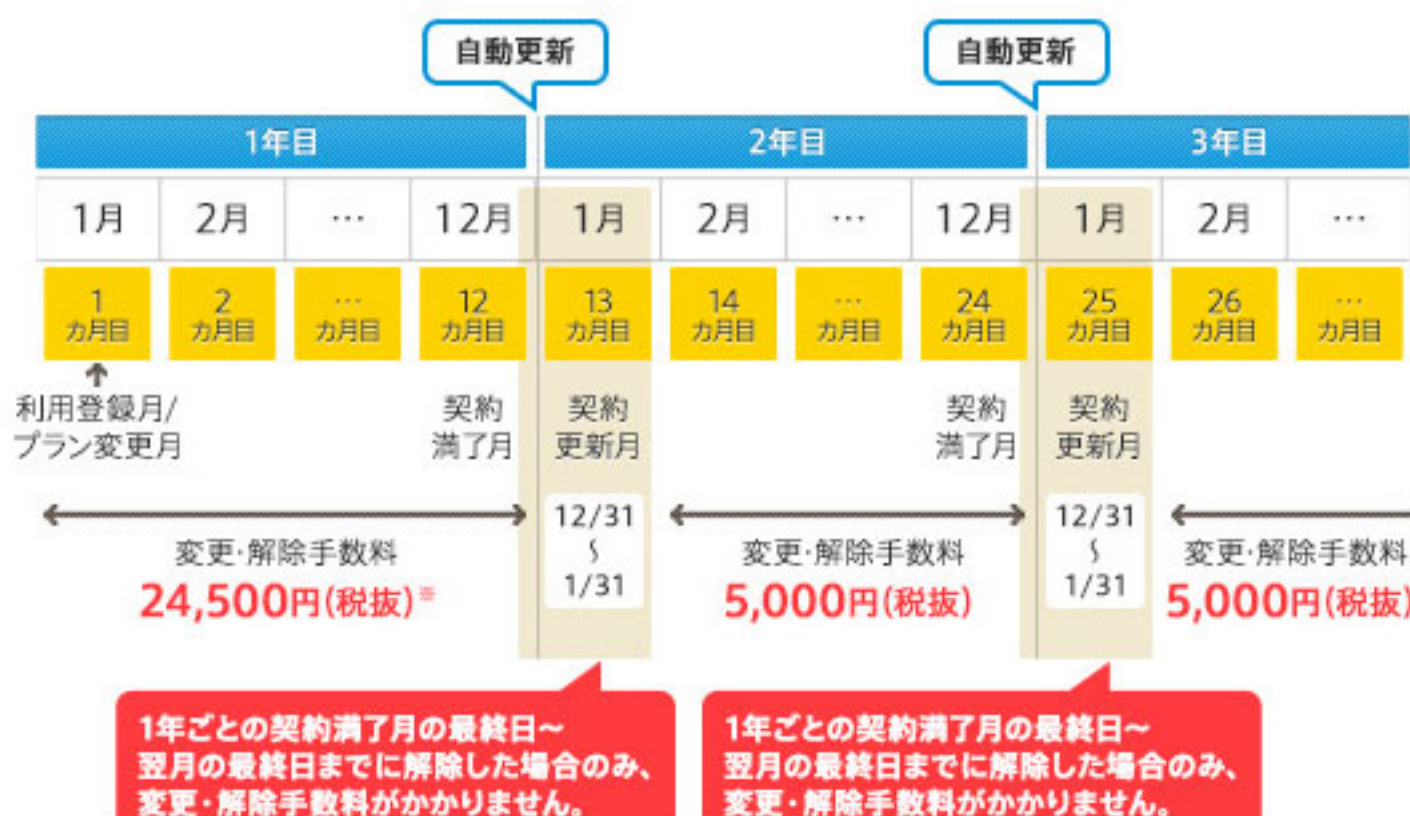 自動更新 自動更新
1年目 2年目 3年目
1月 2月 … 12月 1月 2月 … 12月 1月 2月 …
1 2 … 12 13 14 … 24 25 26 …
カ月目 カ月目 カ月目 カ月目 カ月目 カ月目 カ月目 カ月目 カ月目 カ月目 カ月目
利用登録月/ 契約 契約 契約 契約
プラン変更月 満了月 更新月 満了月 更新月
12/31 12/31
変更・解除手数料 〜 変更・解除手数料 〜 変更・解除手数料
24,500円(税抜)※ 1/31 5,000円(税抜) 1/31 5,000円(税抜)
1年ごとの契約満了月の最終日〜
翌月の最終日までに解除した場合のみ、
変更・解除手数料がかかりません。
1年ごとの契約満了月の最終日〜
翌月の最終日までに解除した場合のみ、
変更・解除手数料がかかりません。